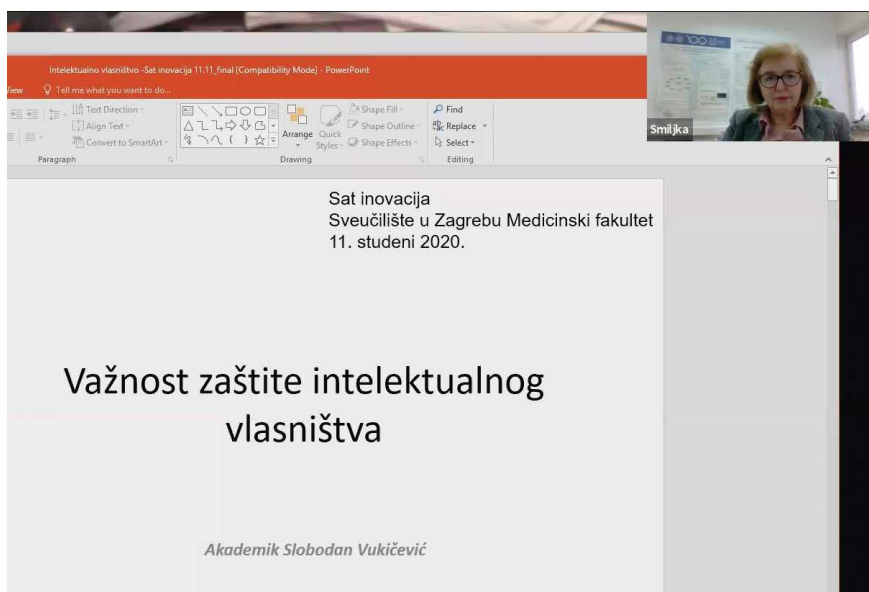 Intelektualno vlasništvo -Sat inovacija 11.11_final [Compatibility Mode] - PowerPoint
View
Tell me what you want to do...
Text Direction
Align Text
Convert to SmartArt
Arrange
Quick Styles
Shape Fill
Shape Outline
Shape Effects
Find
Replace
Select
Paragraph
Drawing
Editing
Smiljka
Sat inovacija
Sveučilište u Zagrebu Medicinski fakultet
11. studeni 2020.
Važnost zaštite intelektualnog
vlasništva
Akademik Slobodan Vukičević